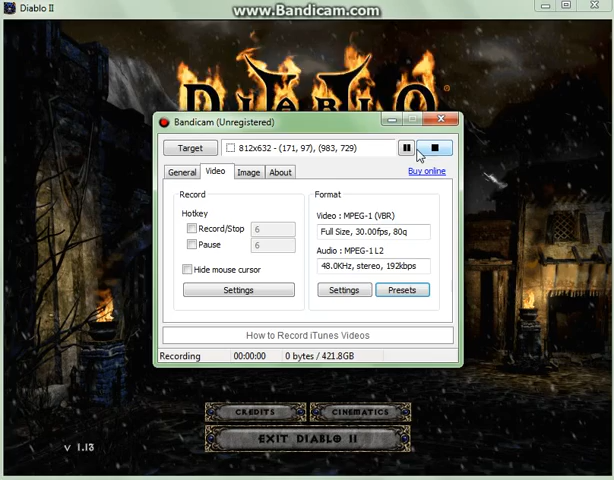 Diablo II
www.Bandicam.com
DIABLO
Bandicam (Unregistered)
Target
812x632 - (171, 97), (983, 729)
General
Video
Image
About
Buy online
Record
Hotkey
Record/Stop
6
Pause
6
Hide mouse cursor
Settings
Format
Video : MPEG-1 (VBR)
Full Size, 30.00fps, 80q
Audio : MPEG-1 L2
48.0KHz, stereo, 192kbps
Settings
Presets
How to Record iTunes Videos
Recording
00:00:00
0 bytes / 421.8GB
CREDITS
CINEMATICS
EXIT DIABLO II
v 1.13